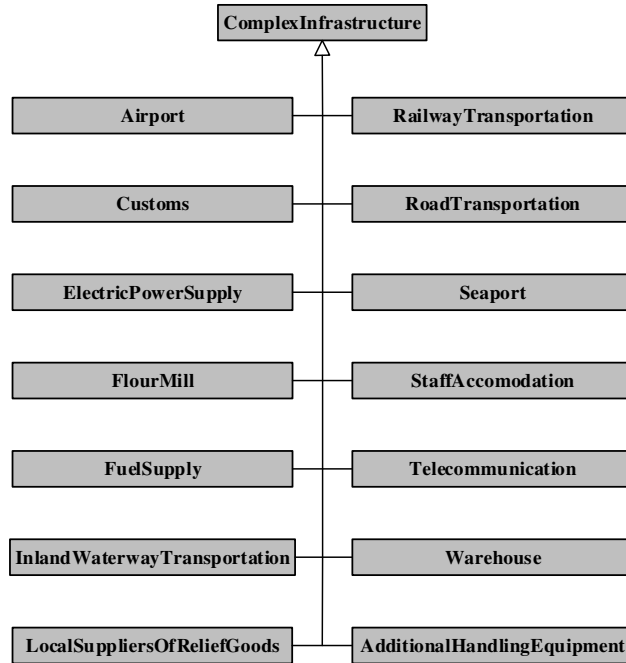 ComplexInfrastructure
Airport
RailwayTransportation
Customs
RoadTransportation
ElectricPowerSupply
Seaport
FlourMill
StaffAccomodation
FuelSupply
Telecommunication
InlandWaterwayTransportation
Warehouse
LocalSuppliersOfReliefGoods
AdditionalHandlingEquipment